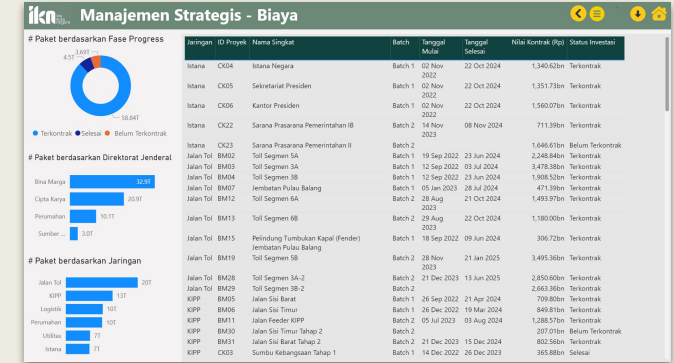 ikn
Manajemen Strategis - Biaya
# Paket berdasarkan Fase Progress
3.69T
4.5T
58.84T
Terkontrak Selesai Belum Terkontrak
# Paket berdasarkan Direktorat Jenderal
Bina Marga 32.9T
Cipta Karya 20.9T
Perumahan 10.1T
Sumber ... 3.0T
# Paket berdasarkan Jaringan
Jalan Tol 20T
KIPP 13T
Logistik 10T
Perumahan 10T
Utilitas 7T
Istana 7T
Jaringan ID Proyek Nama Singkat Batch Tanggal Mulai Tanggal Selesai Nilai Kontrak (Rp) Status Investasi
Istana CK04 Istana Negara Batch 1 02 Nov 2022 22 Oct 2024 1,340.62bn Terkontrak
Istana CK05 Sekretariat Presiden Batch 1 02 Nov 2022 22 Oct 2024 1,351.73bn Terkontrak
Istana CK06 Kantor Presiden Batch 1 02 Nov 2022 22 Oct 2024 1,560.07bn Terkontrak
Istana CK22 Sarana Prasarana Pemerintahan IB Batch 2 14 Nov 2023 08 Nov 2024 711.39bn Terkontrak
Istana CK23 Sarana Prasarana Pemerintahan II Batch 2 1,646.61bn Belum Terkontrak
Jalan Tol BM02 Toll Segmen 5A Batch 1 19 Sep 2022 23 Jun 2024 2,248.84bn Terkontrak
Jalan Tol BM03 Toll Segmen 3A Batch 1 12 Sep 2022 03 Jul 2024 3,478.38bn Terkontrak
Jalan Tol BM04 Toll Segmen 3B Batch 1 12 Sep 2022 23 Jun 2024 1,908.52bn Terkontrak
Jalan Tol BM07 Jembatan Pulau Balang Batch 1 05 Jan 2023 28 Jul 2024 471.39bn Terkontrak
Jalan Tol BM12 Toll Segmen 6A Batch 2 28 Aug 2023 21 Oct 2024 1,493.97bn Terkontrak
Jalan Tol BM13 Toll Segmen 6B Batch 2 29 Aug 2023 22 Oct 2024 1,180.00bn Terkontrak
Jalan Tol BM15 Pelindung Tumbukan Kapal (Fender) Jembatan Pulau Balang Batch 1 18 Sep 2022 09 Jun 2024 306.72bn Terkontrak
Jalan Tol BM19 Toll Segmen 5B Batch 2 28 Nov 2023 21 Jan 2025 3,495.36bn Terkontrak
Jalan Tol BM28 Toll Segmen 3A-2 Batch 2 21 Dec 2023 13 Jun 2025 2,850.60bn Terkontrak
Jalan Tol BM29 Toll Segmen 3B-2 Batch 2 2,663.36bn Terkontrak
KIPP BM05 Jalan Sisi Barat Batch 1 26 Sep 2022 21 Apr 2024 709.80bn Terkontrak
KIPP BM06 Jalan Sisi Timur Batch 1 26 Dec 2022 19 Mar 2024 849.81bn Terkontrak
KIPP BM11 Jalan Feeder KIPP Batch 2 05 Jul 2023 03 Aug 2024 1,288.57bn Terkontrak
KIPP BM30 Jalan Sisi Timur Tahap 2 Batch 2 207.01bn Belum Terkontrak
KIPP BM31 Jalan Sisi Barat Tahap 2 Batch 2 21 Dec 2023 15 Dec 2024 802.56bn Terkontrak
KIPP CK03 Sumbu Kebangsaan Tahap 1 Batch 1 14 Dec 2022 26 Dec 2023 365.88bn Selesai